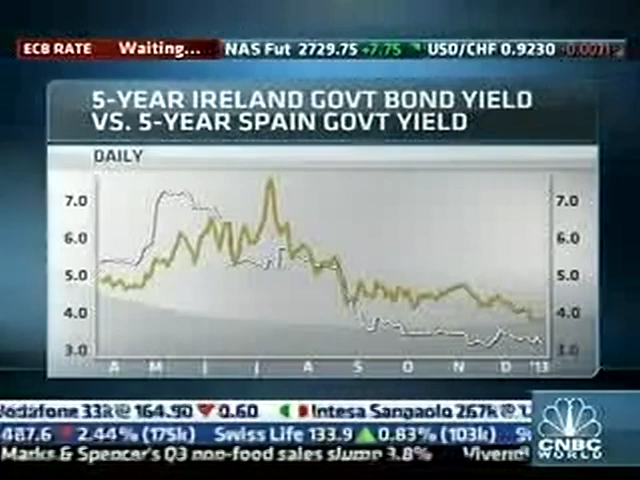 ECB RATE Waiting... NAS Fut 2729.75 +7.75 USD/CHF 0.9230 -0.0071
5-YEAR IRELAND GOVT BOND YIELD
VS. 5-YEAR SPAIN GOVT YIELD
DAILY
7.0 7.0
6.0 6.0
5.0 5.0
4.0 4.0
3.0 3.0
A M J J A S O N D '13
Vodafone 33k@ 164.90 0.60 Intesa Sanpaolo 267k@ 1.
487.6 2.44% (175k) Swiss Life 133.9 0.83% (103k)
Marks & Spencer's Q3 non-food sales slump 3.8% Vivendi
CNBC
WORLD